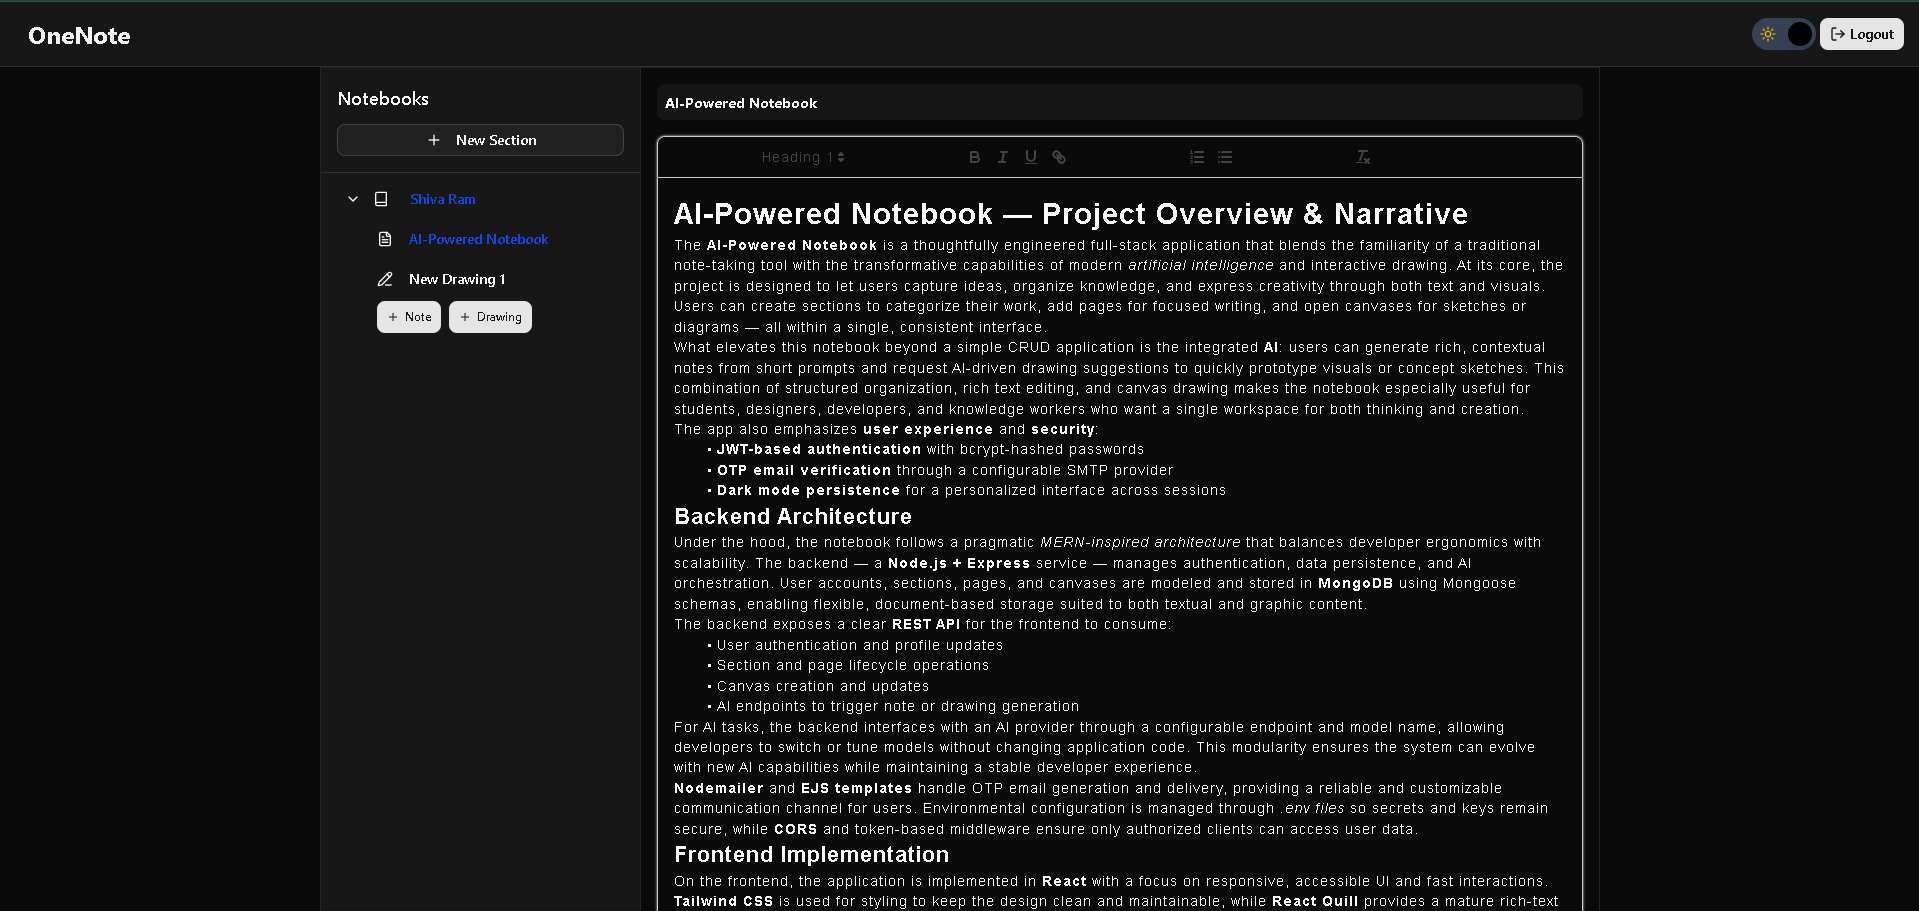 OneNote
Logout
Notebooks
+ New Section
Shiva Ram
AI-Powered Notebook
New Drawing 1
+ Note
+ Drawing
AI-Powered Notebook
Heading 1
AI-Powered Notebook — Project Overview & Narrative
The AI-Powered Notebook is a thoughtfully engineered full-stack application that blends the familiarity of a traditional
note-taking tool with the transformative capabilities of modern artificial intelligence and interactive drawing. At its core, the
project is designed to let users capture ideas, organize knowledge, and express creativity through both text and visuals.
Users can create sections to categorize their work, add pages for focused writing, and open canvases for sketches or
diagrams — all within a single, consistent interface.
What elevates this notebook beyond a simple CRUD application is the integrated AI: users can generate rich, contextual
notes from short prompts and request AI-driven drawing suggestions to quickly prototype visuals or concept sketches. This
combination of structured organization, rich text editing, and canvas drawing makes the notebook especially useful for
students, designers, developers, and knowledge workers who want a single workspace for both thinking and creation.
The app also emphasizes user experience and security:
• JWT-based authentication with bcrypt-hashed passwords
• OTP email verification through a configurable SMTP provider
• Dark mode persistence for a personalized interface across sessions
Backend Architecture
Under the hood, the notebook follows a pragmatic MERN-inspired architecture that balances developer ergonomics with
scalability. The backend — a Node.js + Express service — manages authentication, data persistence, and AI
orchestration. User accounts, sections, pages, and canvases are modeled and stored in MongoDB using Mongoose
schemas, enabling flexible, document-based storage suited to both textual and graphic content.
The backend exposes a clear REST API for the frontend to consume:
• User authentication and profile updates
• Section and page lifecycle operations
• Canvas creation and updates
• AI endpoints to trigger note or drawing generation
For AI tasks, the backend interfaces with an AI provider through a configurable endpoint and model name, allowing
developers to switch or tune models without changing application code. This modularity ensures the system can evolve
with new AI capabilities while maintaining a stable developer experience.
Nodemailer and EJS templates handle OTP email generation and delivery, providing a reliable and customizable
communication channel for users. Environmental configuration is managed through .env files so secrets and keys remain
secure, while CORS and token-based middleware ensure only authorized clients can access user data.
Frontend Implementation
On the frontend, the application is implemented in React with a focus on responsive, accessible UI and fast interactions.
Tailwind CSS is used for styling to keep the design clean and maintainable, while React Quill provides a mature rich-text